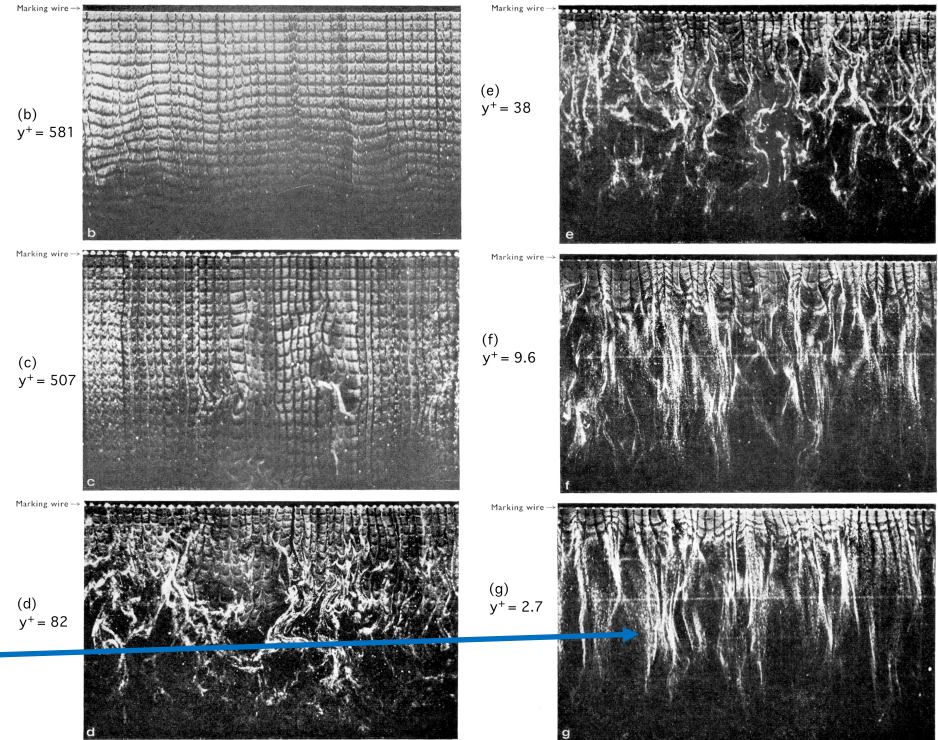 Marking wire →
(b)
y⁺ = 581
b
Marking wire →
(c)
y⁺ = 507
c
Marking wire →
(d)
y⁺ = 82
d
Marking wire →
(e)
y⁺ = 38
e
Marking wire →
(f)
y⁺ = 9.6
f
Marking wire →
(g)
y⁺ = 2.7
g